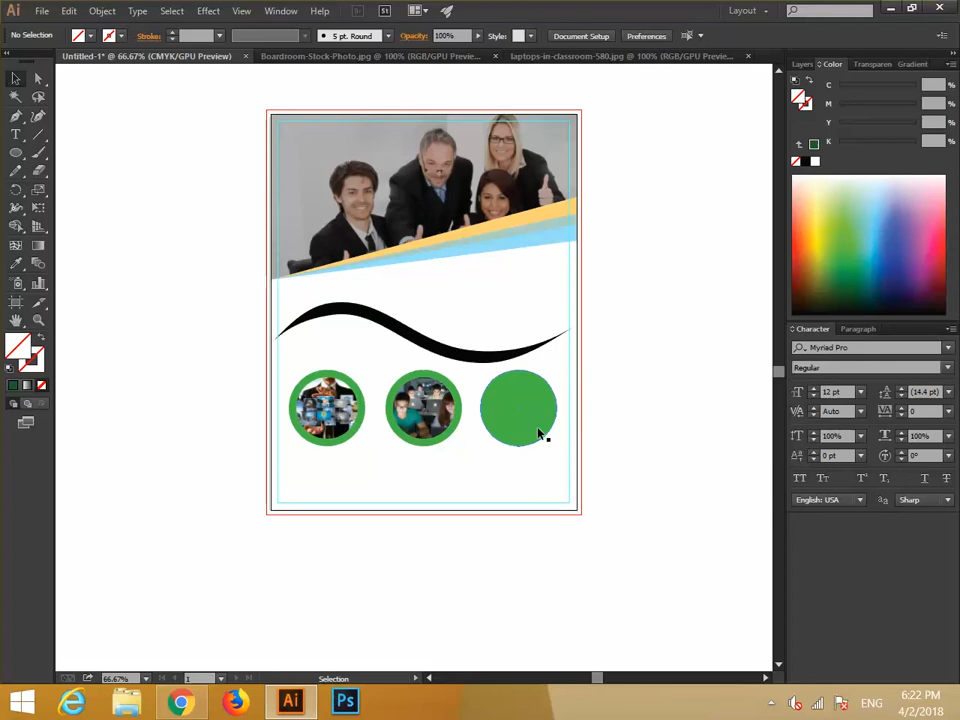 Ai File Edit Object Type Select Effect View Window Help Br St Layout
No Selection Stroke: 5 pt. Round Opacity: 100% Style: Document Setup Preferences
Untitled-1* @ 66.67% (CMYK/GPU Preview) × Boardroom-Stock-Photo.jpg @ 100% (RGB/GPU Previe... × laptops-in-classroom-580.jpg @ 100% (RGB/GPU Previe... ×
Layers Color Transparen Gradient
C %
M %
Y %
K %
Character Paragraph
Myriad Pro
Regular
12 pt (14.4 pt)
Auto 0
100% 100%
0 pt 0°
English: USA Sharp
66.67% 1 Selection
Ai Ps ENG 6:22 PM
4/2/2018